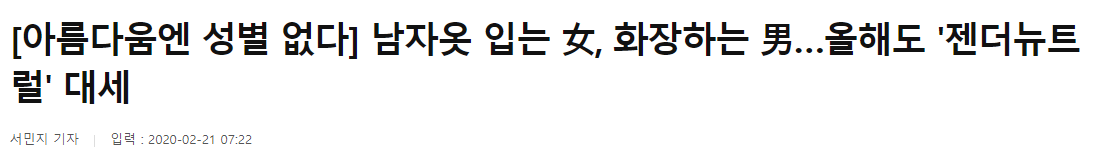 [아름다움엔 성별 없다] 남자옷 입는 女, 화장하는 男…올해도 '젠더뉴트
럴' 대세
서민지 기자 | 입력 : 2020-02-21 07:22